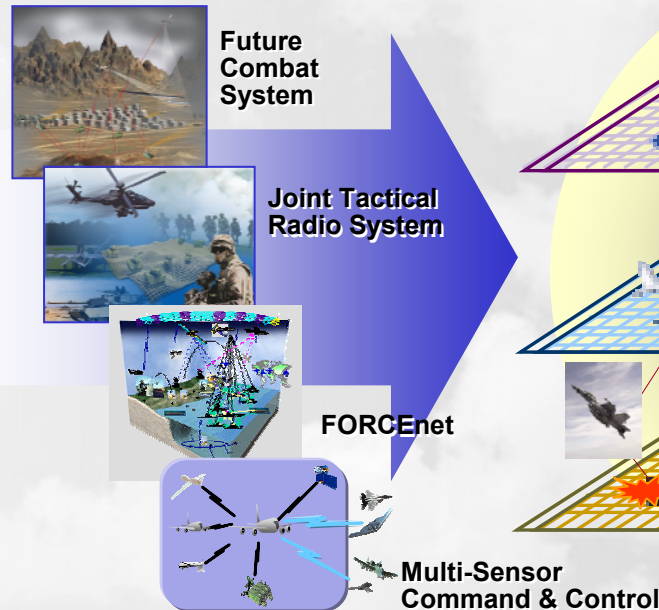 Future
Combat
System
Joint Tactical
Radio System
FORCEnet
Multi-Sensor
Command & Control